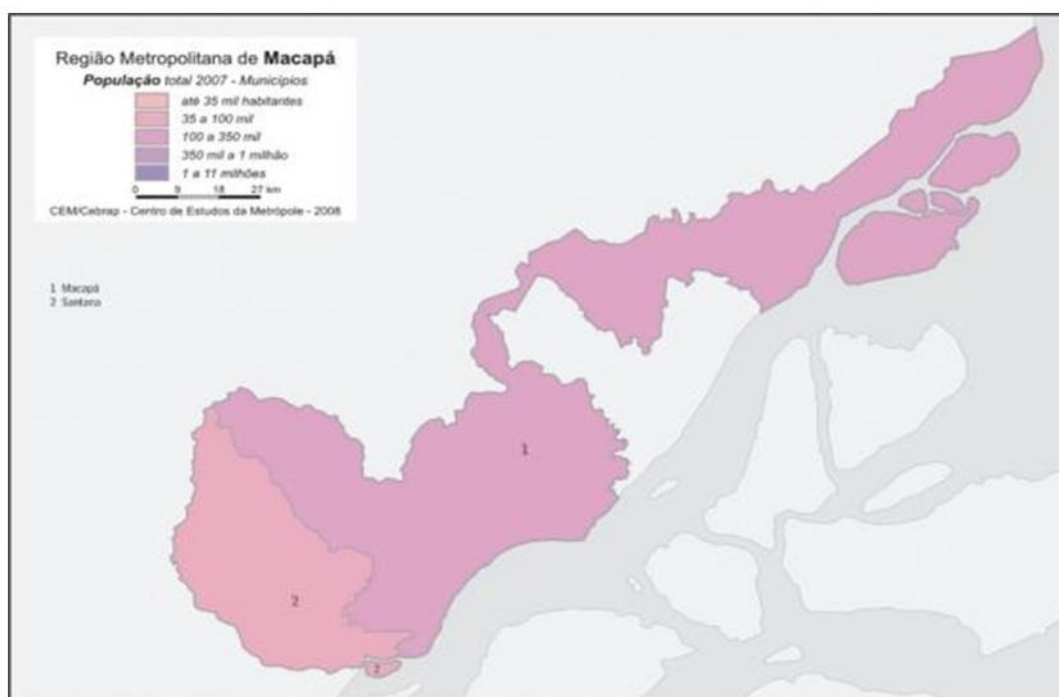 Região Metropolitana de Macapá
População total 2007 - Municípios
até 35 mil habitantes
35 a 100 mil
100 a 350 mil
350 mil a 1 milhão
1 a 11 milhões
0 9 18 27 km
CEM/Cebrap - Centro de Estudos da Metrópole - 2008
1 Macapá
2 Santana
1
2
2